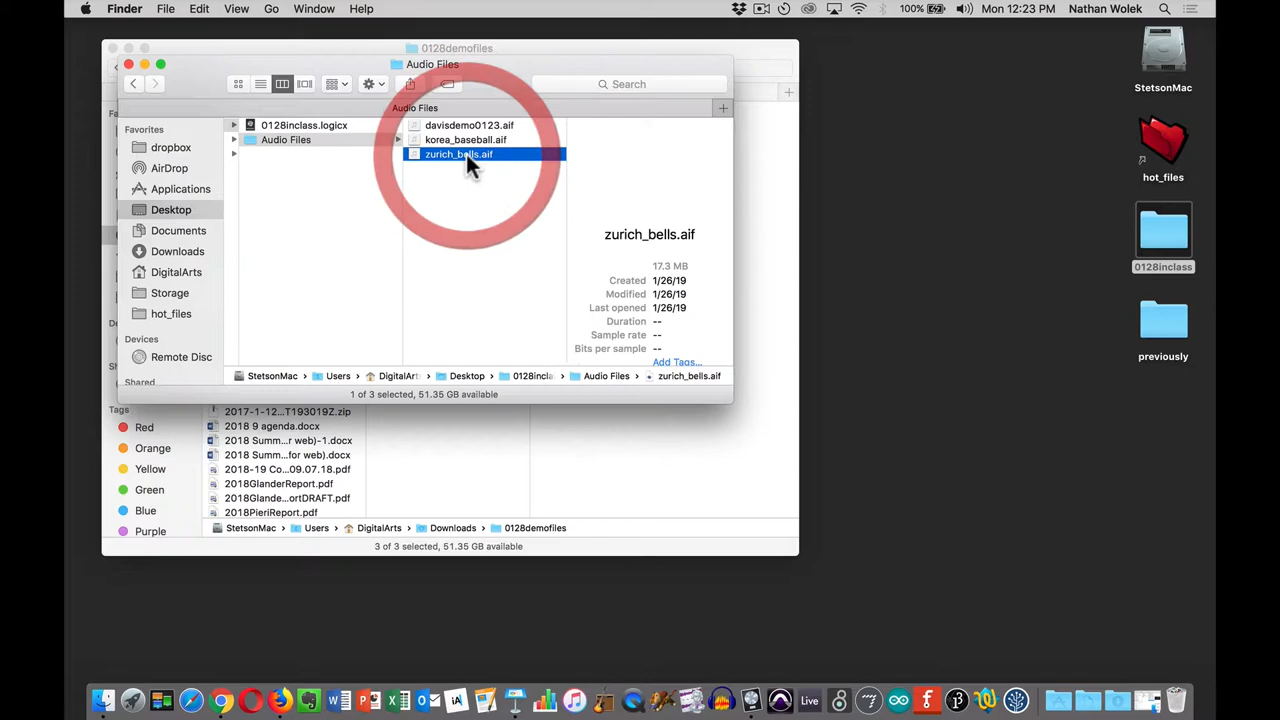 Finder File Edit View Go Window Help 100% Mon 12:23 PM Nathan Wolek
0128demofiles
Audio Files
Search
Audio Files
Favorites
dropbox
AirDrop
Applications
Desktop
Documents
Downloads
DigitalArts
Storage
hot_files
Devices
Remote Disc
Shared
0128inclass.logicx
Audio Files
davisdemo0123.aif
korea_baseball.aif
zurich_bells.aif
zurich_bells.aif
17.3 MB
Created 1/26/19
Modified 1/26/19
Last opened 1/26/19
Duration --
Sample rate --
Bits per sample --
Add Tags...
StetsonMac Users DigitalArts Desktop 0128incla Audio Files zurich_bells.aif
1 of 3 selected, 51.35 GB available
Tags
Red
Orange
Yellow
Green
Blue
Purple
2017-1-12...T193019Z.zip
2018 9 agenda.docx
2018 Summ...r web)-1.docx
2018 Summ...for web).docx
2018-19 Co...09.07.18.pdf
2018GlanderReport.pdf
2018Glande...ortDRAFT.pdf
2018PieriReport.pdf
StetsonMac Users DigitalArts Downloads 0128demofiles
3 of 3 selected, 51.35 GB available
StetsonMac
hot_files
0128inclass
previously
iA
Live